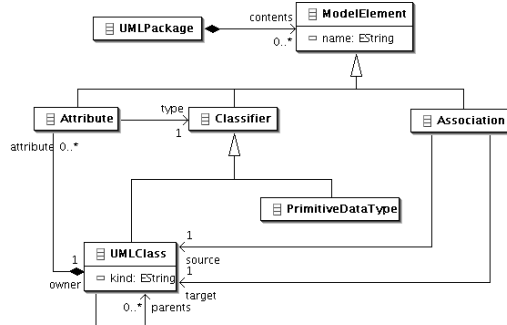 contents
ModelElement
UMLPackage
0..*
name: EString
Attribute
type
Classifier
Association
1
attribute 0..*
PrimitiveDataType
1
UMLClass
1
source
kind: EString
1
owner
target
0..*
parents